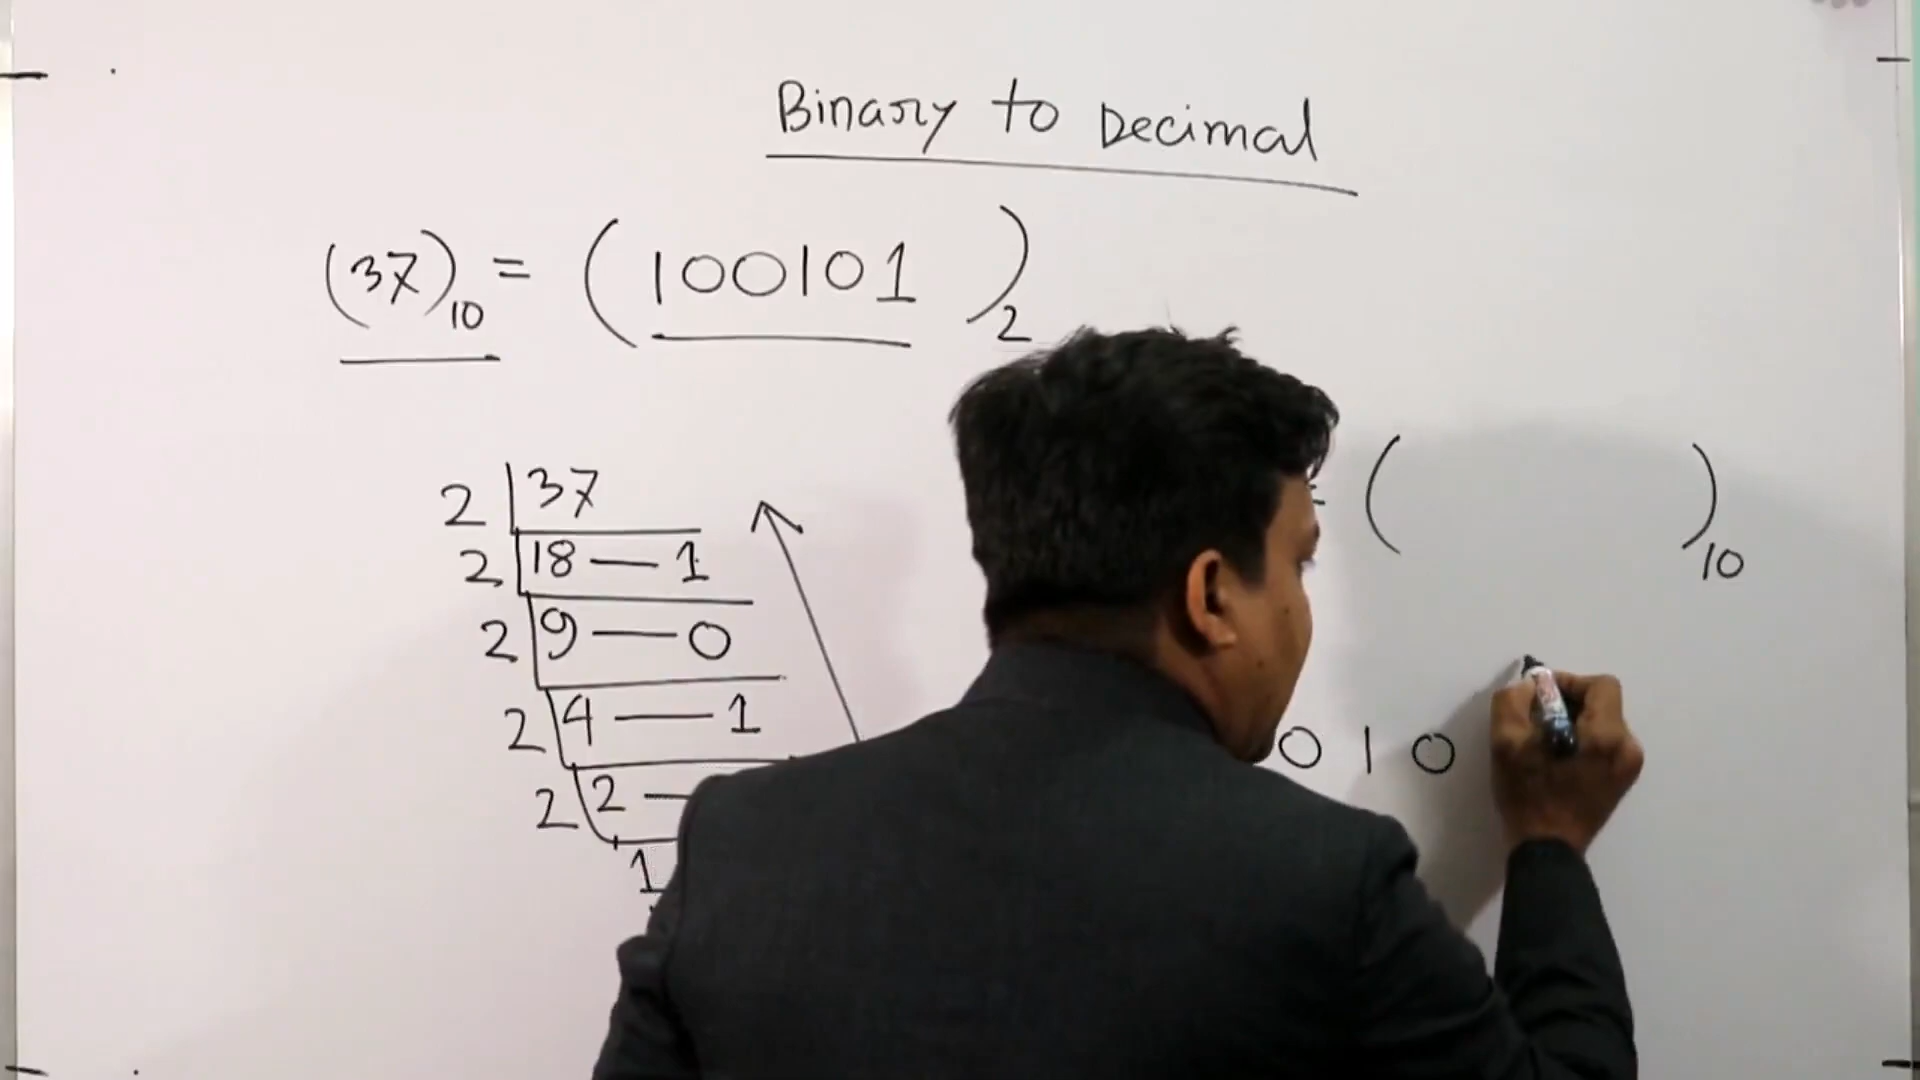 Binary to Decimal
(37)10 = (100101)2
2 37
2 18 — 1
2 9 — 0
2 4 — 1
2 2 —
1
= ( )10
0 1 0